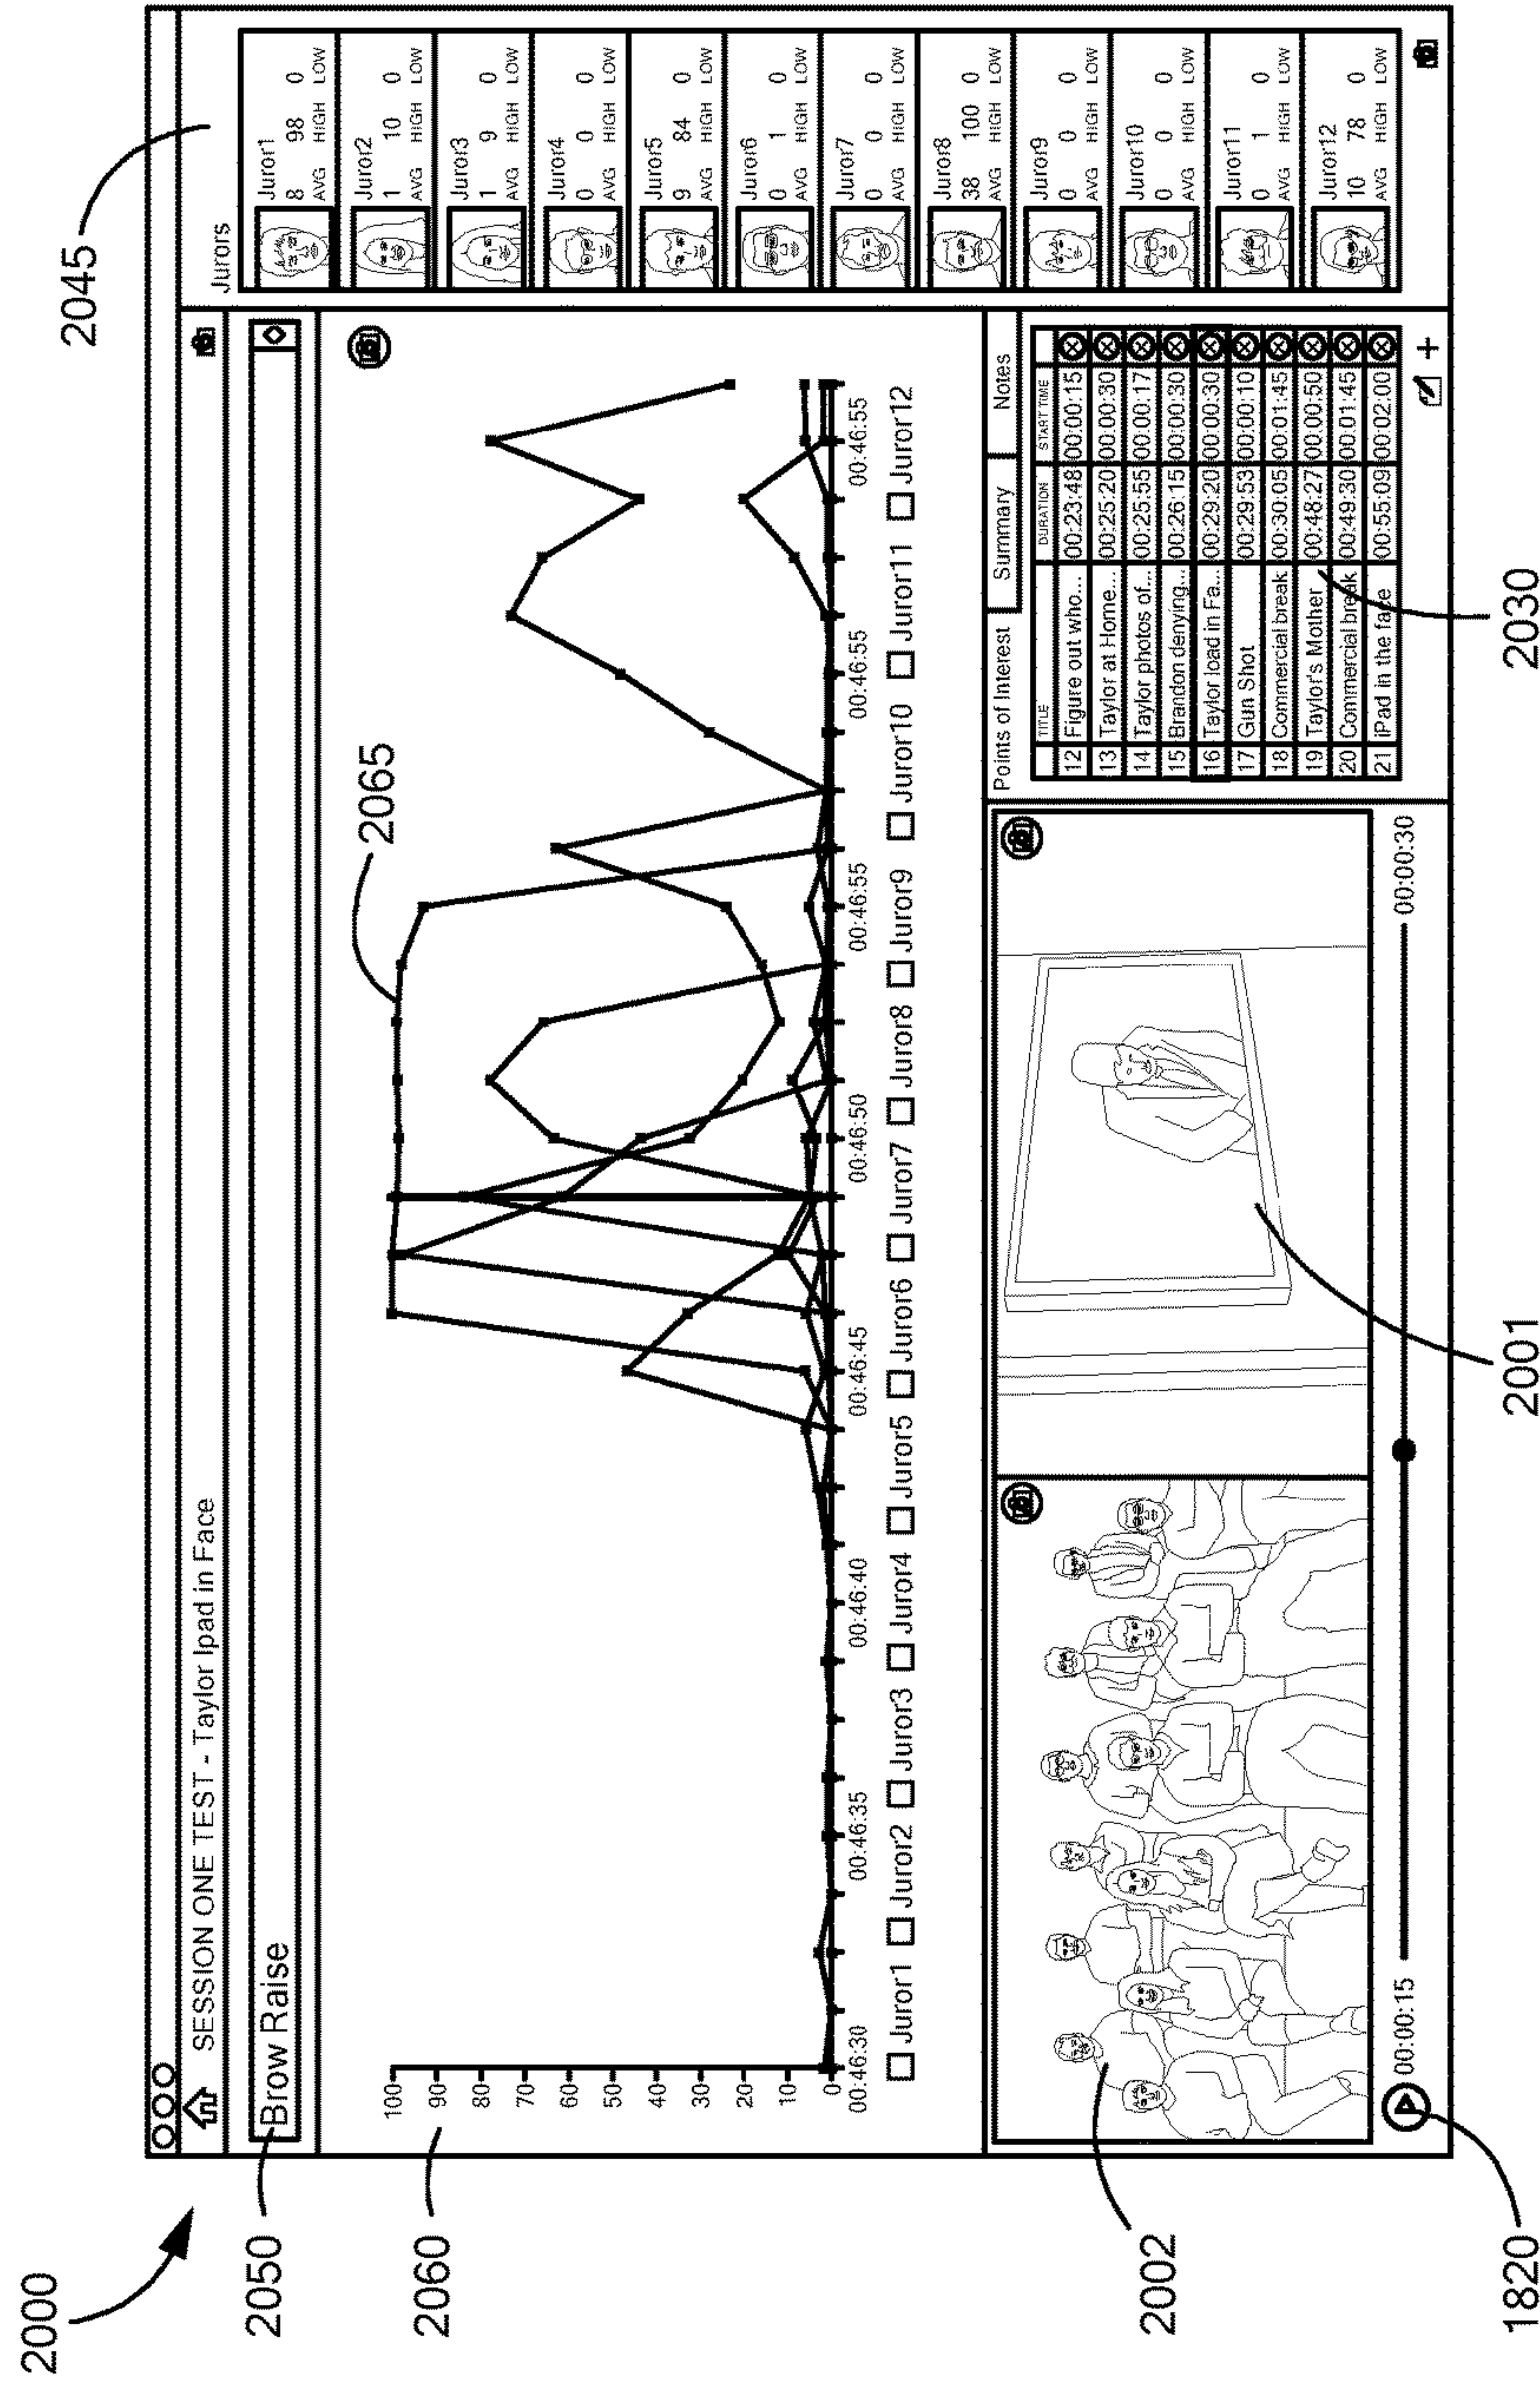 2000
2045
SESSION ONE TEST - Taylor Ipad in Face
2050
Brow Raise
2060
2065
100
90
80
70
60
50
40
30
20
10
0
00:46:30 00:46:35 00:46:40 00:46:45 00:46:50 00:46:55 00:46:55 00:46:55
Juror1 Juror2 Juror3 Juror4 Juror5 Juror6 Juror7 Juror8 Juror9 Juror10 Juror11 Juror12
Jurors
Juror1
8 98 0
AVG HIGH LOW
Juror2
1 10 0
AVG HIGH LOW
Juror3
1 9 0
AVG HIGH LOW
Juror4
0 0 0
AVG HIGH LOW
Juror5
9 84 0
AVG HIGH LOW
Juror6
0 1 0
AVG HIGH LOW
Juror7
0 0 0
AVG HIGH LOW
Juror8
38 100 0
AVG HIGH LOW
Juror9
0 0 0
AVG HIGH LOW
Juror10
0 0 0
AVG HIGH LOW
Juror11
0 1 0
AVG HIGH LOW
Juror12
10 78 0
AVG HIGH LOW
Points of Interest Summary Notes
TITLE DURATION START TIME
12 Figure out who... 00:23:48 00:00:15
13 Taylor at Home... 00:25:20 00:00:30
14 Taylor photos of... 00:25:55 00:00:17
15 Brandon denying... 00:26:15 00:00:30
16 Taylor load in Fa... 00:29:20 00:00:30
17 Gun Shot 00:29:53 00:00:10
18 Commercial break 00:30:05 00:01:45
19 Taylor's Mother 00:48:27 00:00:50
20 Commercial break 00:49:30 00:01:45
21 iPad in the face 00:55:09 00:02:00
+
00:00:15 00:00:30
2002
1820
2001
2030